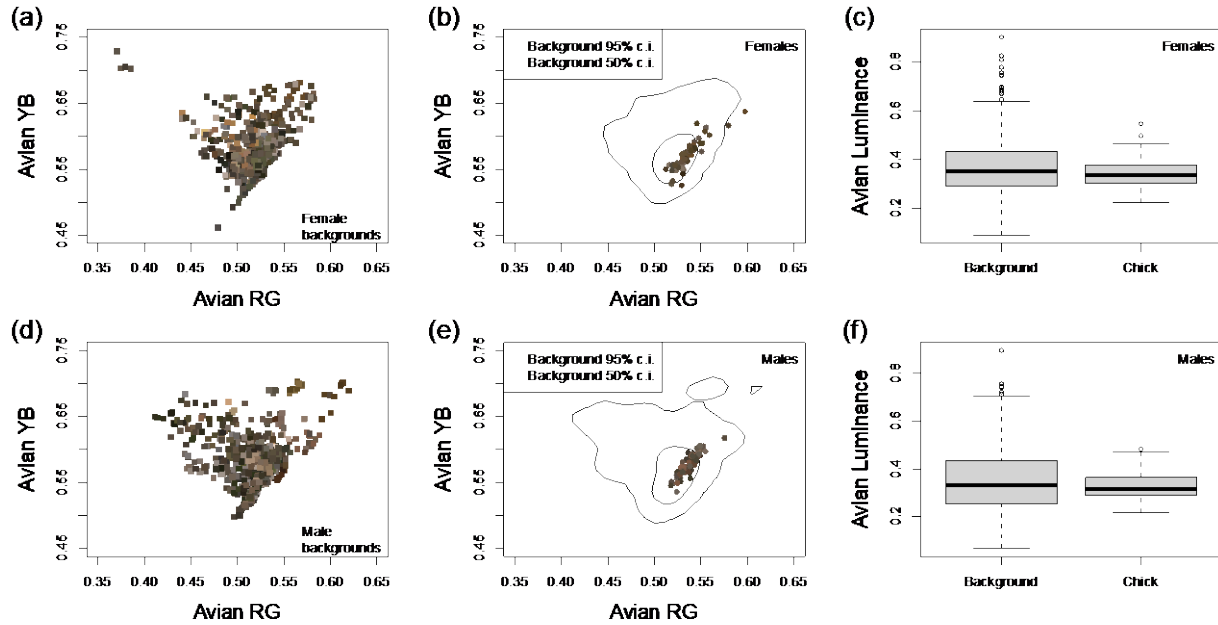 (a)
Avian YB
0.75
0.65
0.55
0.45
Female
backgrounds
0.35 0.40 0.45 0.50 0.55 0.60 0.65
Avian RG
(b)
Avian YB
0.75
0.65
0.55
0.45
Background 95% c.i.
Background 50% c.i.
Females
0.35 0.40 0.45 0.50 0.55 0.60 0.65
Avian RG
(c)
Avian Luminance
0.8
0.6
0.4
0.2
Females
Background Chick
(d)
Avian YB
0.75
0.65
0.55
0.45
Male
backgrounds
0.35 0.40 0.45 0.50 0.55 0.60 0.65
Avian RG
(e)
Avian YB
0.75
0.65
0.55
0.45
Background 95% c.i.
Background 50% c.i.
Males
0.35 0.40 0.45 0.50 0.55 0.60 0.65
Avian RG
(f)
Avian Luminance
0.8
0.6
0.4
0.2
Males
Background Chick